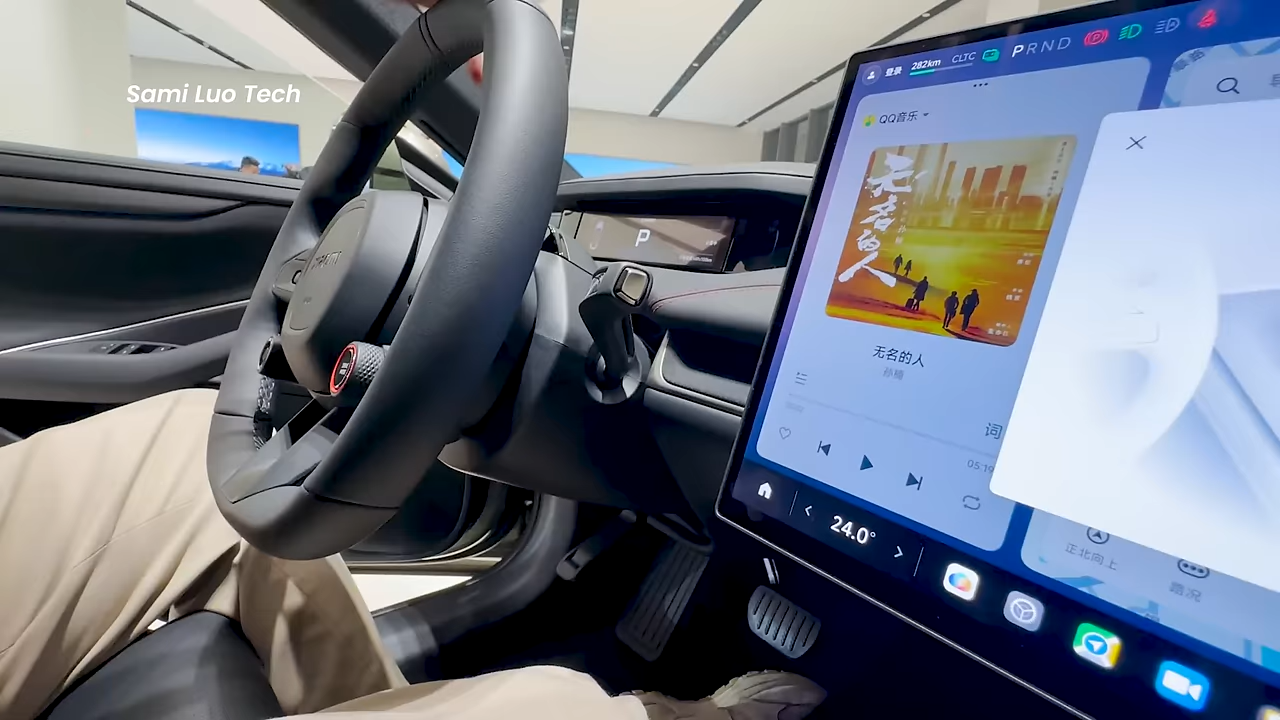 Sami Luo Tech
登录 282km CLTC PRND
QQ音乐
无名的人
无名的人
孙楠
词
05:19
P
24.0°
正北向上
路况